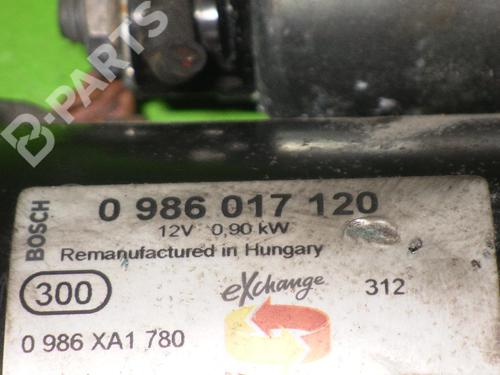 B-PARTS
BOSCH
0 986 017 120
12V 0,90 kW
Remanufactured in Hungary
300
eXchange
312
0 986 XA1 780